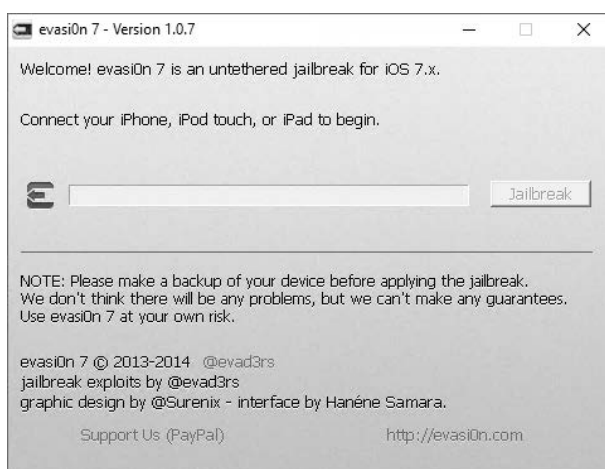 evasi0n 7 - Version 1.0.7
Welcome! evasi0n 7 is an untethered jailbreak for iOS 7.x.
Connect your iPhone, iPod touch, or iPad to begin.
Jailbreak
NOTE: Please make a backup of your device before applying the jailbreak.
We don't think there will be any problems, but we can't make any guarantees.
Use evasi0n 7 at your own risk.
evasi0n 7 © 2013-2014 @evad3rs
jailbreak exploits by @evad3rs
graphic design by @Surenix - interface by Hanéne Samara.
Support Us (PayPal) http://evasi0n.com